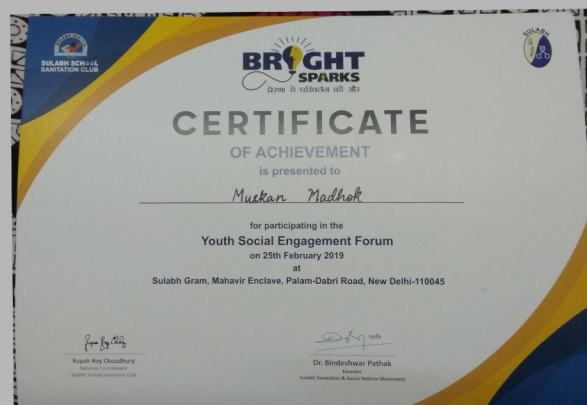 SULABH SCHOOL
SANITATION CLUB
SULABH
BRIGHT
SPARKS
प्रेरणा से परिवर्तन की ओर
CERTIFICATE
OF ACHIEVEMENT
is presented to
Muskan Madhok
for participating in the
Youth Social Engagement Forum
on 25th February 2019
at
Sulabh Gram, Mahavir Enclave, Palam-Dabri Road, New Delhi-110045
Rupak Roy Choudhury
National Co-ordinator
Sulabh School Sanitation Club
Dr. Bindeshwar Pathak
Founder
Sulabh Sanitation & Social Reform Movement